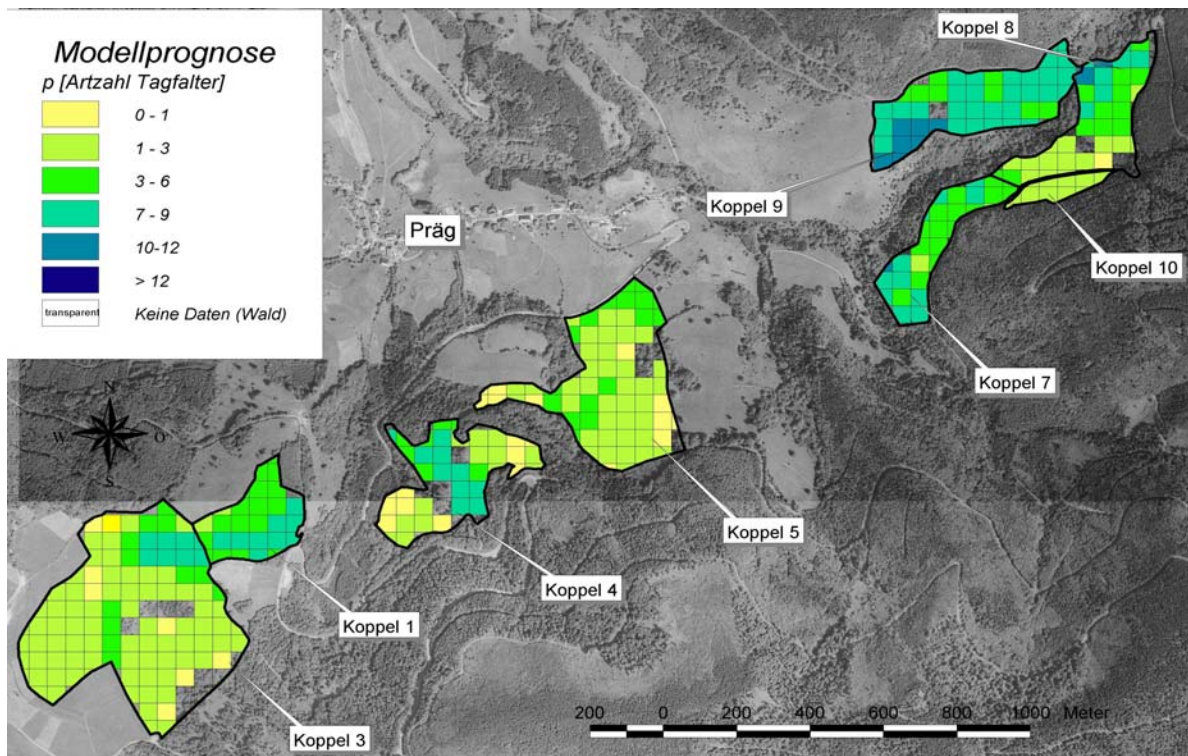 Modellprognose
p [Artzahl Tagfalter]
0 - 1
1 - 3
3 - 6
7 - 9
10-12
> 12
transparent Keine Daten (Wald)
Koppel 8
Koppel 9
Präg
Koppel 10
Koppel 7
N
W O
S
Koppel 5
Koppel 4
Koppel 1
Koppel 3
200 0 200 400 600 800 1000 Meter